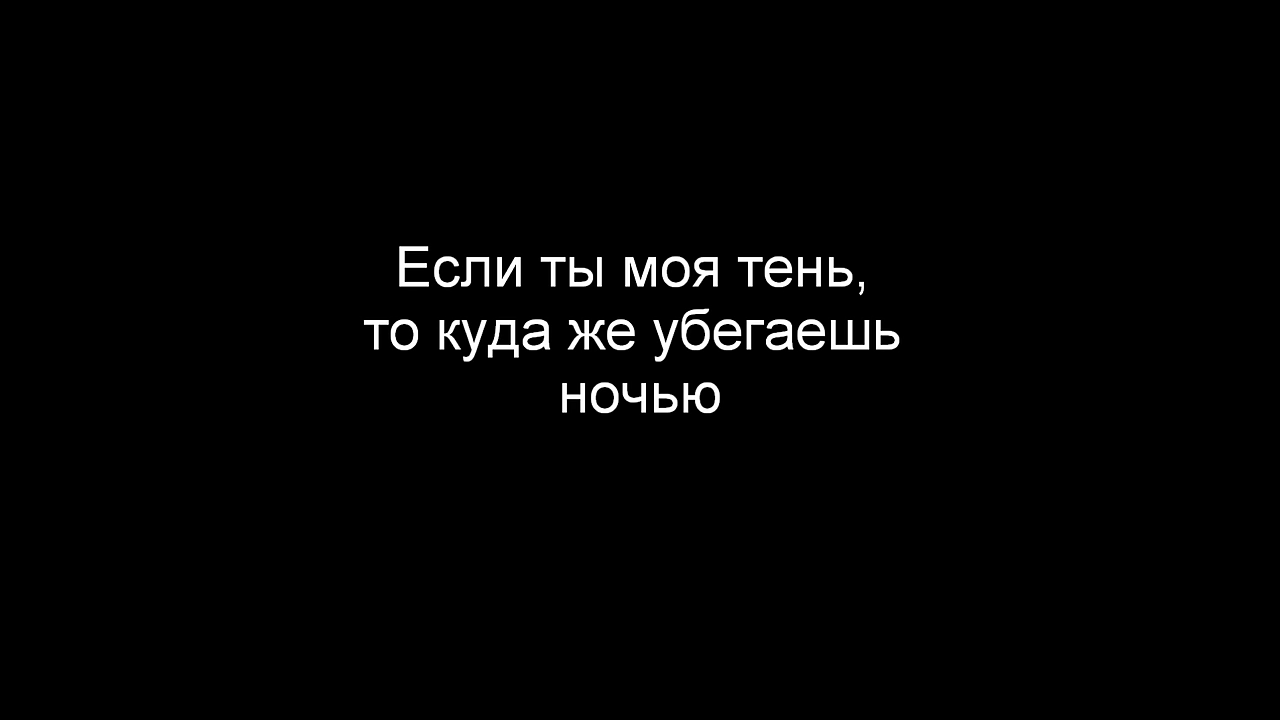 Если ты моя тень,
то куда же убегаешь
ночью